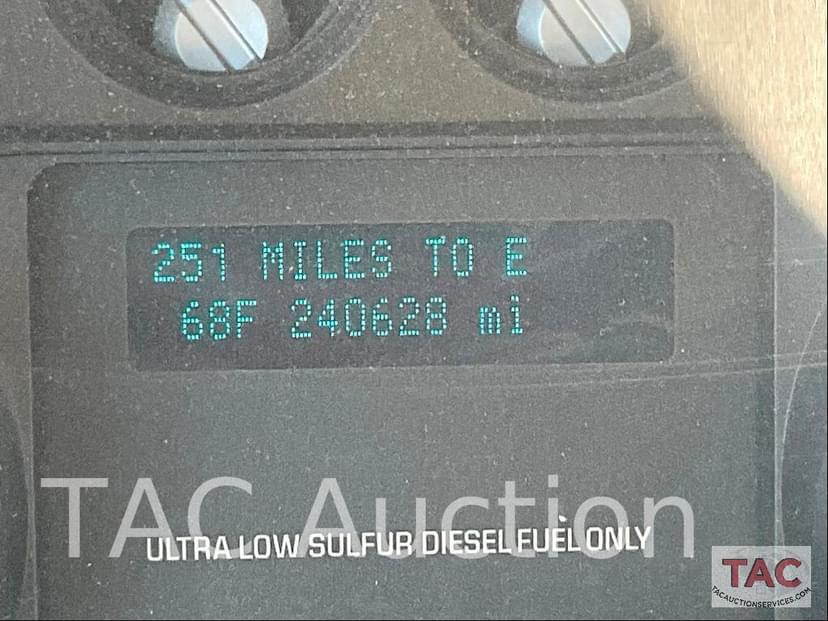 251 MILES TO E
68F 240628 mi
TAC Auction
ULTRA LOW SULFUR DIESEL FUEL ONLY
TAC
TACAUCTIONSERVICES.COM